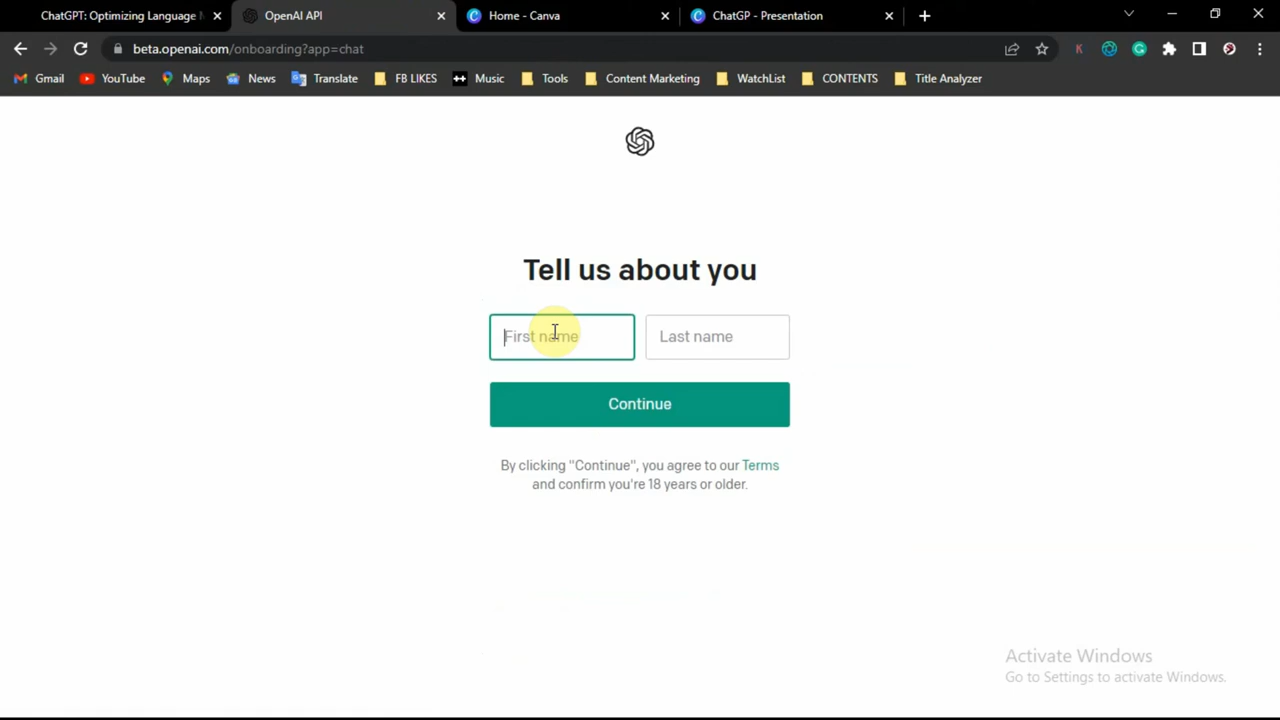 ChatGPT: Optimizing Language
OpenAI API
Home - Canva
ChatGP - Presentation
beta.openai.com/onboarding?app=chat
Gmail
YouTube
Maps
News
Translate
FB LIKES
Music
Tools
Content Marketing
WatchList
CONTENTS
Title Analyzer
Tell us about you
First name
Last name
Continue
By clicking "Continue", you agree to our Terms
and confirm you're 18 years or older.
Activate Windows
Go to Settings to activate Windows.